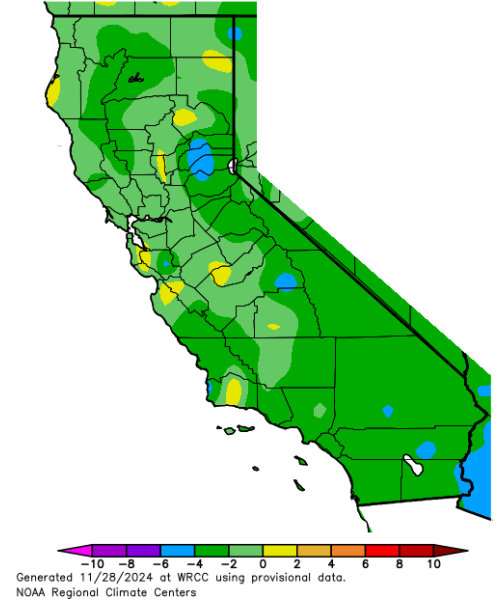 -10 -8 -6 -4 -2 0 2 4 6 8 10
Generated 11/28/2024 at WRCC using provisional data.
NOAA Regional Climate Centers